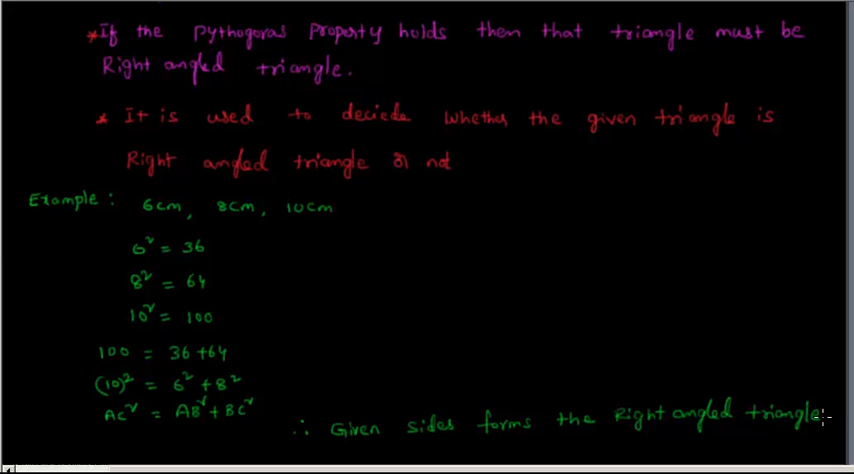 *If the pythogoras property holds then that triangle must be
Right angled triangle.
* It is used to deciede whether the given triangle is
Right angled triangle or not
Example : 6cm, 8cm, 10cm
6² = 36
8² = 64
10² = 100
100 = 36+64
(10)² = 6² + 8²
AC² = AB² + BC²
∴ Given sides forms the Right angled triangle